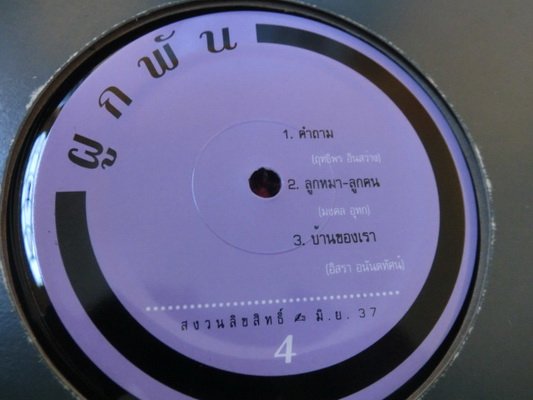 ผูกพัน
1. คำถาม
(ฤทธิพร อินสว่าง)
2. ลูกหมา-ลูกคน
(มงคล อุทก)
3. บ้านของเรา
(อิสรา อนันตทัศน์)
สงวนลิขสิทธิ์ มิ.ย. 37
4